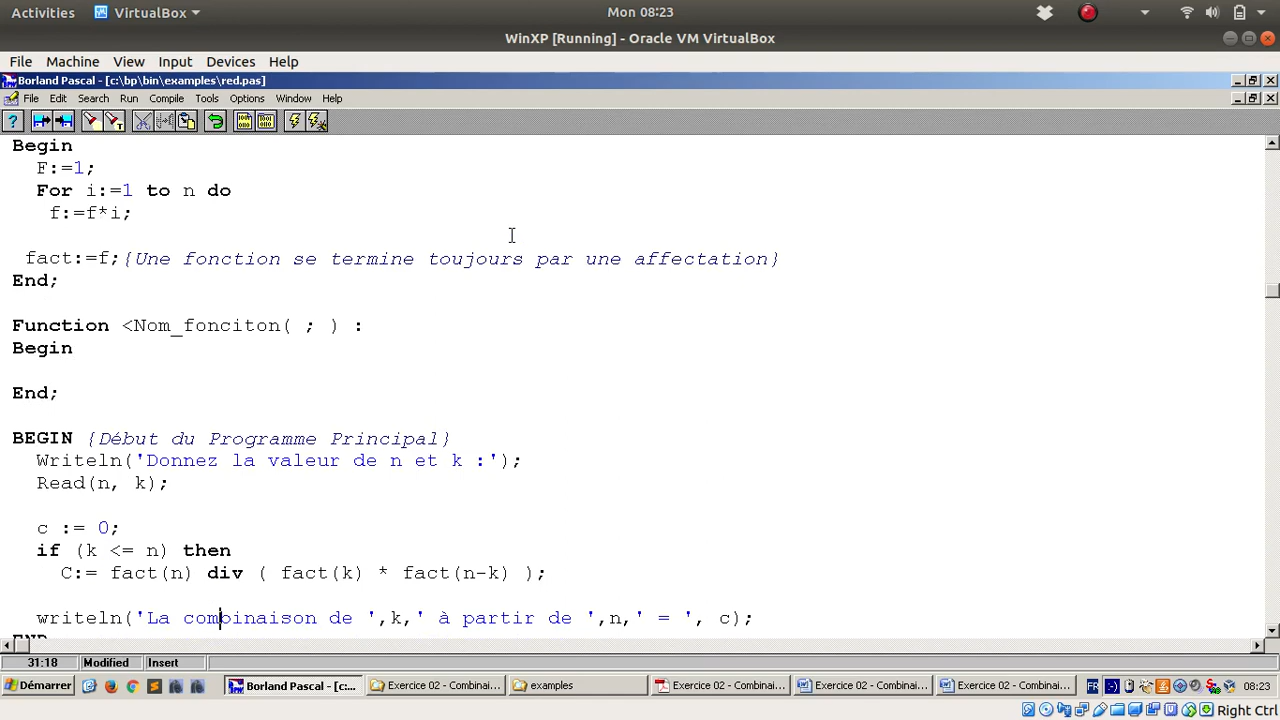 Activities VirtualBox Mon 08:23
WinXP [Running] - Oracle VM VirtualBox
File Machine View Input Devices Help
Borland Pascal - [c:\bp\bin\examples\red.pas]
File Edit Search Run Compile Tools Options Window Help
Begin
F:=1;
For i:=1 to n do
f:=f*i;
fact:=f;{Une fonction se termine toujours par une affectation}
End;
Function <Nom_fonciton( ; ) :
Begin
End;
BEGIN {Début du Programme Principal}
Writeln('Donnez la valeur de n et k :');
Read(n, k);
c := 0;
if (k <= n) then
C:= fact(n) div ( fact(k) * fact(n-k) );
writeln('La combinaison de ',k,' à partir de ',n,' = ', c);
END
31:18 Modified Insert
Démarrer Borland Pascal - [c:... Exercice 02 - Combinai... examples Exercice 02 - Combinai... Exercice 02 - Combinai... Exercice 02 - Combinai... FR 08:23
Right Ctrl